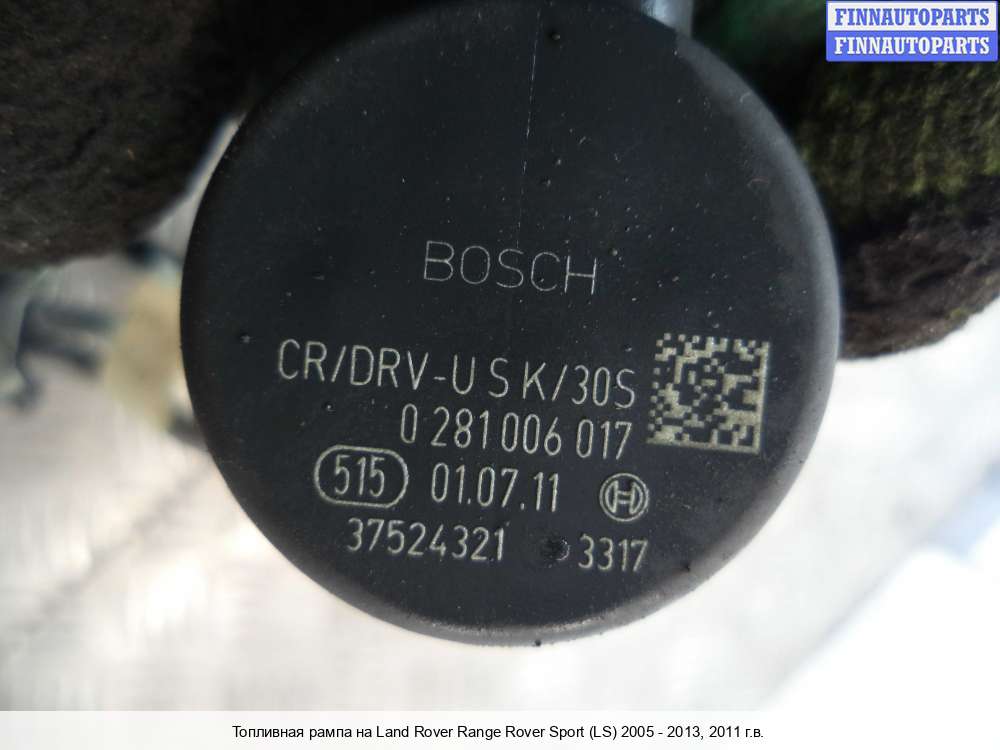 FINNAUTOPARTS
FINNAUTOPARTS
BOSCH
CR/DRV-U S K/30S
0 281 006 017
515 01.07.11
37524321 3317
Топливная рампа на Land Rover Range Rover Sport (LS) 2005 - 2013, 2011 г.в.